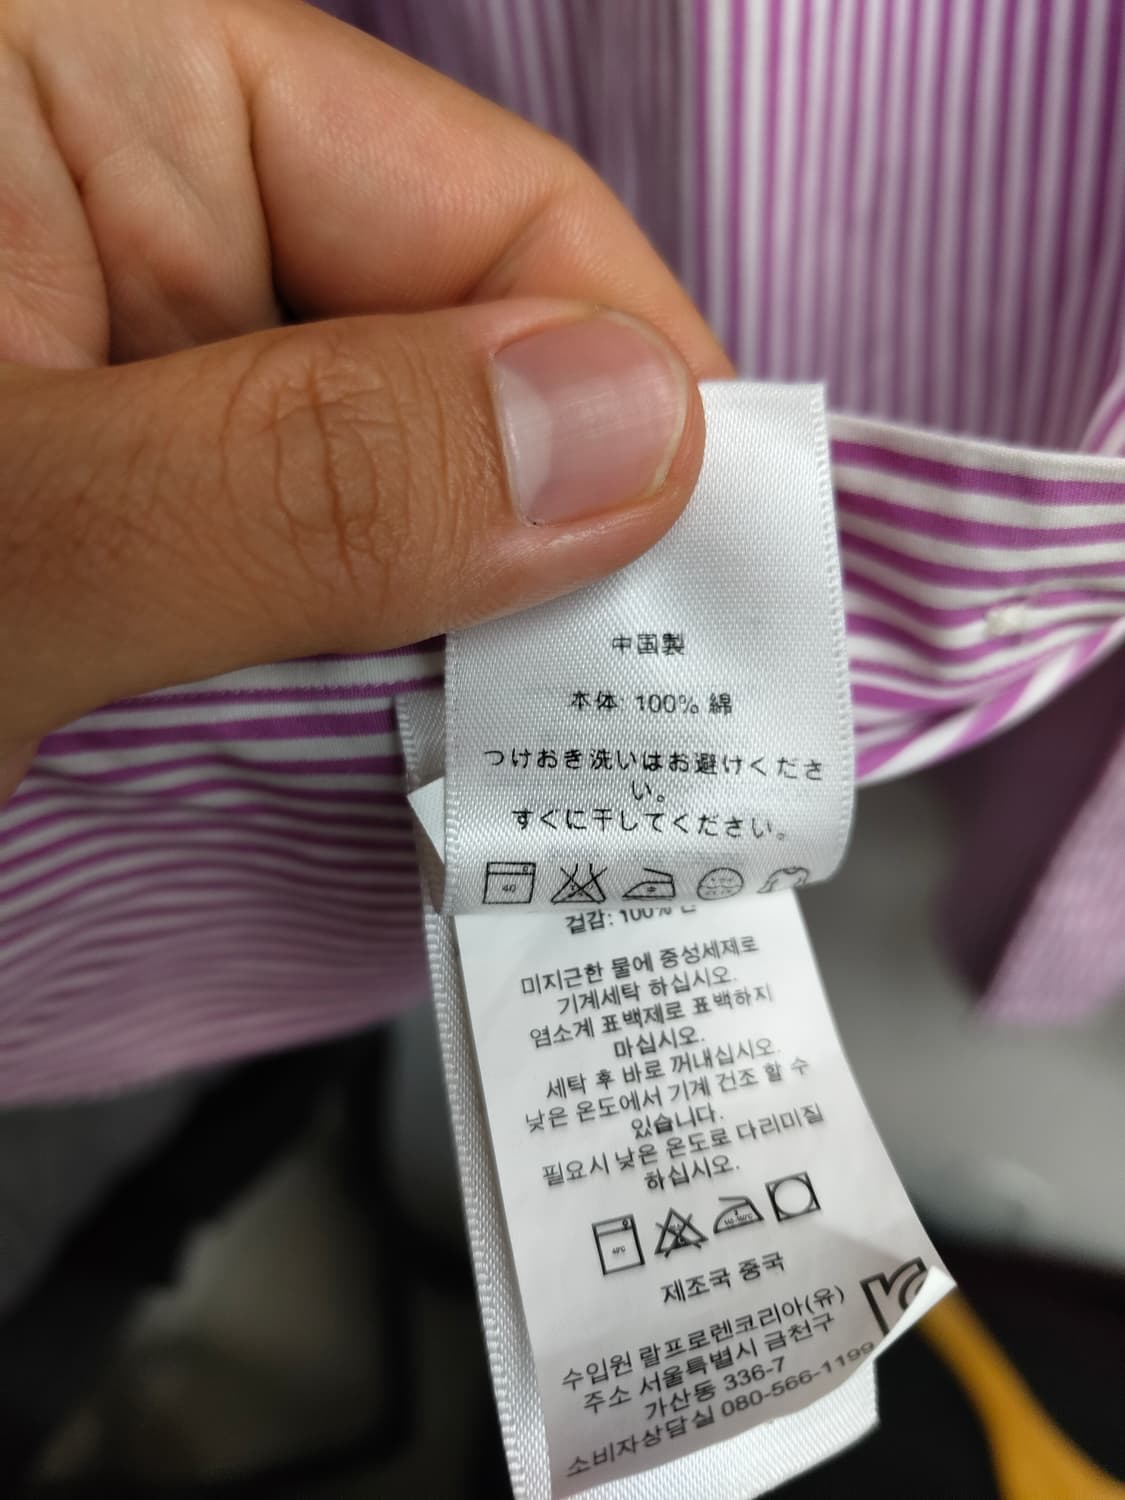 中国製
本体: 100% 綿
つけおき洗いはお避けくださ
い。
すぐに干してください。
40
겉감: 100% 면
미지근한 물에 중성세제로
기계세탁 하십시오.
염소계 표백제로 표백하지
마십시오.
세탁 후 바로 꺼내십시오.
낮은 온도에서 기계 건조 할 수
있습니다.
필요시 낮은 온도로 다리미질
하십시오.
40°C
제조국 중국
수입원 랄프로렌코리아(유)
주소 서울특별시 금천구
가산동 336-7
소비자상담실 080-566-1199